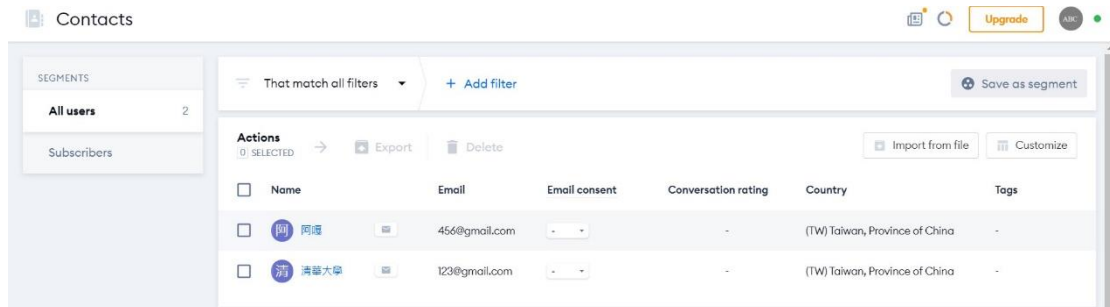 Contacts
Upgrade
ABC
SEGMENTS
All users 2
Subscribers
That match all filters
+ Add filter
Save as segment
Actions
0 SELECTED
Export
Delete
Import from file
Customize
Name Email Email consent Conversation rating Country Tags
阿 阿喔 456@gmail.com - - (TW) Taiwan, Province of China -
清 清華大學 123@gmail.com - - (TW) Taiwan, Province of China -